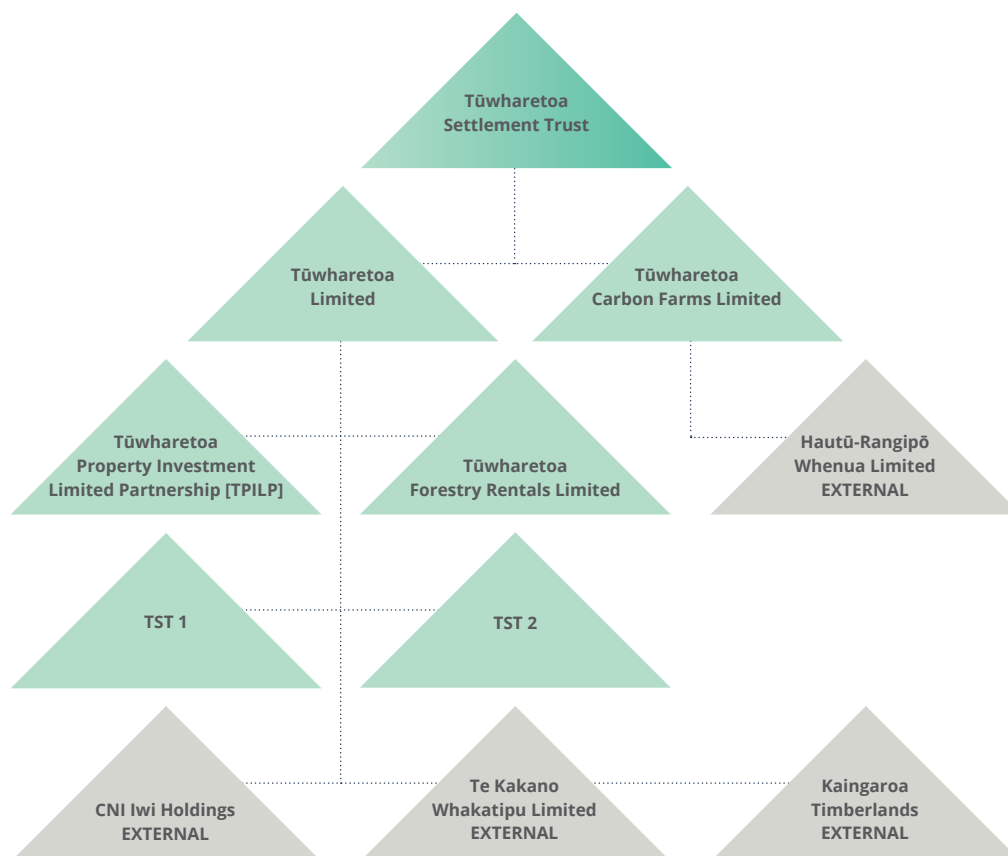 Tūwharetoa
Settlement Trust
Tūwharetoa
Limited
Tūwharetoa
Carbon Farms Limited
Tūwharetoa
Property Investment
Limited Partnership [TPILP]
Tūwharetoa
Forestry Rentals Limited
Hautū-Rangipō
Whenua Limited
EXTERNAL
TST 1
TST 2
CNI Iwi Holdings
EXTERNAL
Te Kakano
Whakatipu Limited
EXTERNAL
Kaingaroa
Timberlands
EXTERNAL